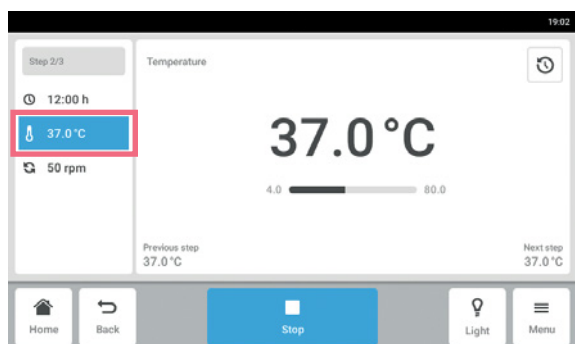 19:02
Step 2/3
12:00 h
37.0 °C
50 rpm
Temperature
37.0 °C
4.0 80.0
Previous step
37.0 °C
Next step
37.0 °C
Home
Back
Stop
Light
Menu